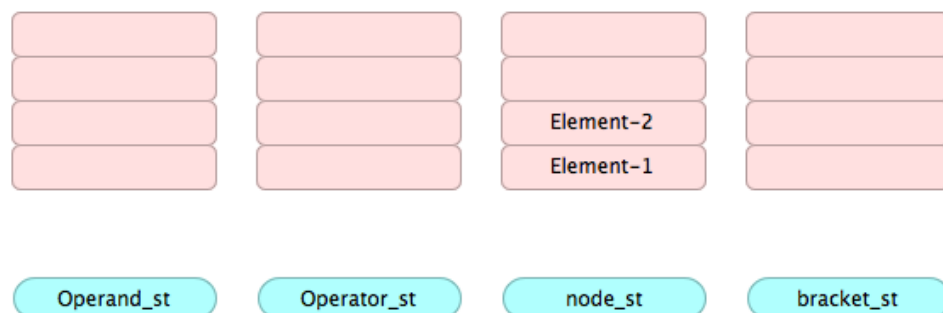 Element-2
Element-1
Operand_st
Operator_st
node_st
bracket_st